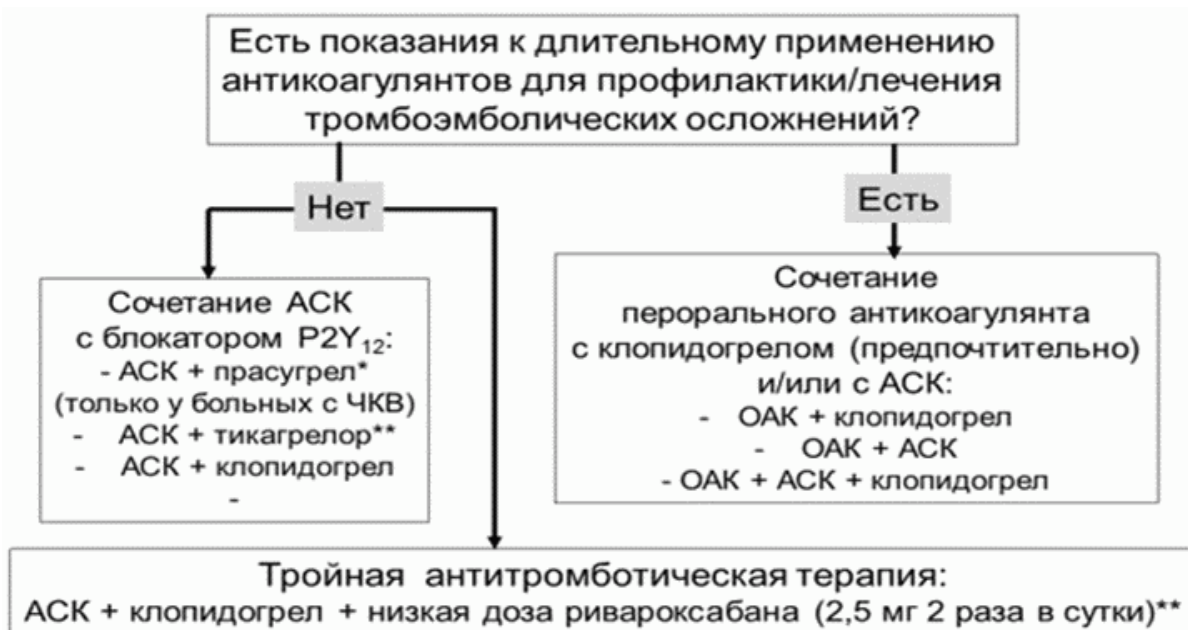 Есть показания к длительному применению
антикоагулянтов для профилактики/лечения
тромбоэмболических осложнений?
Нет
Есть
Сочетание АСК
с блокатором P2Y12:
- АСК + прасугрел*
(только у больных с ЧКВ)
- АСК + тикагрелор**
- АСК + клопидогрел
-
Сочетание
перорального антикоагулянта
с клопидогрелом (предпочтительно)
и/или с АСК:
- ОАК + клопидогрел
- ОАК + АСК
- ОАК + АСК + клопидогрел
Тройная антитромботическая терапия:
АСК + клопидогрел + низкая доза ривароксабана (2,5 мг 2 раза в сутки)**